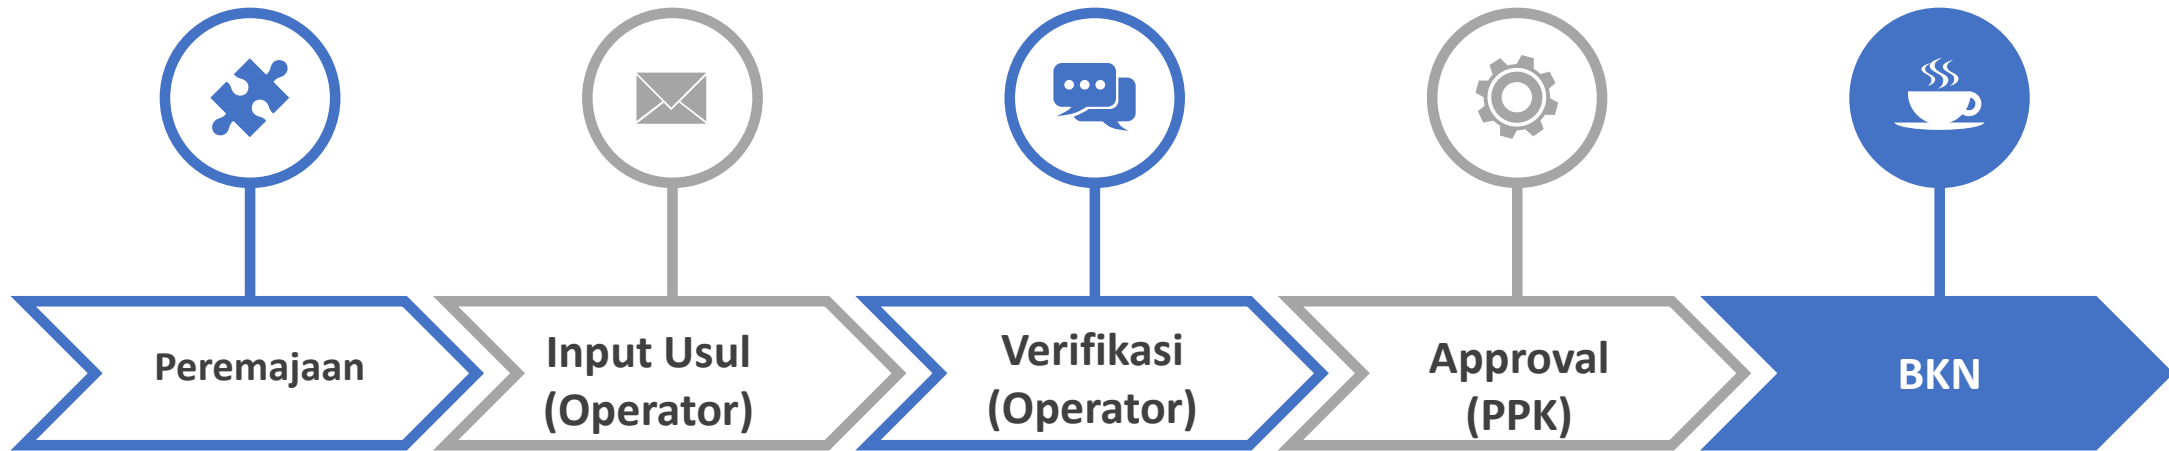 Peremajaan
Input Usul
(Operator)
Verifikasi
(Operator)
Approval
(PPK)
BKN